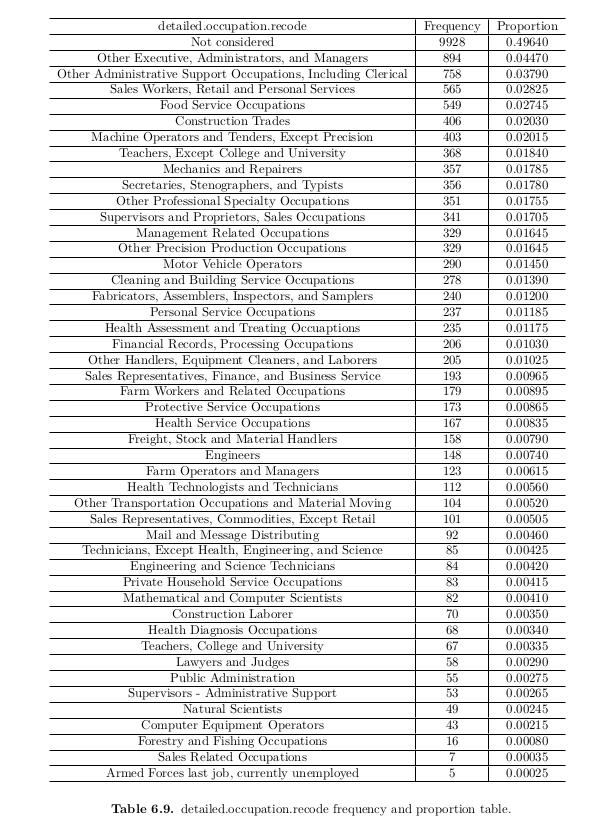 detailed.occupation.recode Frequency Proportion
Not considered 9928 0.49640
Other Executive, Administrators, and Managers 894 0.04470
Other Administrative Support Occupations, Including Clerical 758 0.03790
Sales Workers, Retail and Personal Services 565 0.02825
Food Service Occupations 549 0.02745
Construction Trades 406 0.02030
Machine Operators and Tenders, Except Precision 403 0.02015
Teachers, Except College and University 368 0.01840
Mechanics and Repairers 357 0.01785
Secretaries, Stenographers, and Typists 356 0.01780
Other Professional Specialty Occupations 351 0.01755
Supervisors and Proprietors, Sales Occupations 341 0.01705
Management Related Occupations 329 0.01645
Other Precision Production Occupations 329 0.01645
Motor Vehicle Operators 290 0.01450
Cleaning and Building Service Occupations 278 0.01390
Fabricators, Assemblers, Inspectors, and Samplers 240 0.01200
Personal Service Occupations 237 0.01185
Health Assessment and Treating Occuaptions 235 0.01175
Financial Records, Processing Occupations 206 0.01030
Other Handlers, Equipment Cleaners, and Laborers 205 0.01025
Sales Representatives, Finance, and Business Service 193 0.00965
Farm Workers and Related Occupations 179 0.00895
Protective Service Occupations 173 0.00865
Health Service Occupations 167 0.00835
Freight, Stock and Material Handlers 158 0.00790
Engineers 148 0.00740
Farm Operators and Managers 123 0.00615
Health Technologists and Technicians 112 0.00560
Other Transportation Occupations and Material Moving 104 0.00520
Sales Representatives, Commodities, Except Retail 101 0.00505
Mail and Message Distributing 92 0.00460
Technicians, Except Health, Engineering, and Science 85 0.00425
Engineering and Science Technicians 84 0.00420
Private Household Service Occupations 83 0.00415
Mathematical and Computer Scientists 82 0.00410
Construction Laborer 70 0.00350
Health Diagnosis Occupations 68 0.00340
Teachers, College and University 67 0.00335
Lawyers and Judges 58 0.00290
Public Administration 55 0.00275
Supervisors - Administrative Support 53 0.00265
Natural Scientists 49 0.00245
Computer Equipment Operators 43 0.00215
Forestry and Fishing Occupations 16 0.00080
Sales Related Occupations 7 0.00035
Armed Forces last job, currently unemployed 5 0.00025
Table 6.9. detailed.occupation.recode frequency and proportion table.